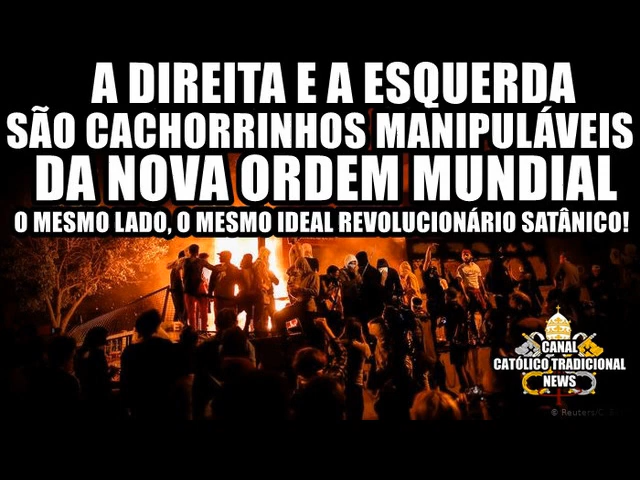 A DIREITA E A ESQUERDA
SÃO CACHORRINHOS MANIPULÁVEIS
DA NOVA ORDEM MUNDIAL
O MESMO LADO, O MESMO IDEAL REVOLUCIONÁRIO SATÂNICO!
CANAL
CATÓLICO TRADICIONAL
NEWS
© Reuters/C.